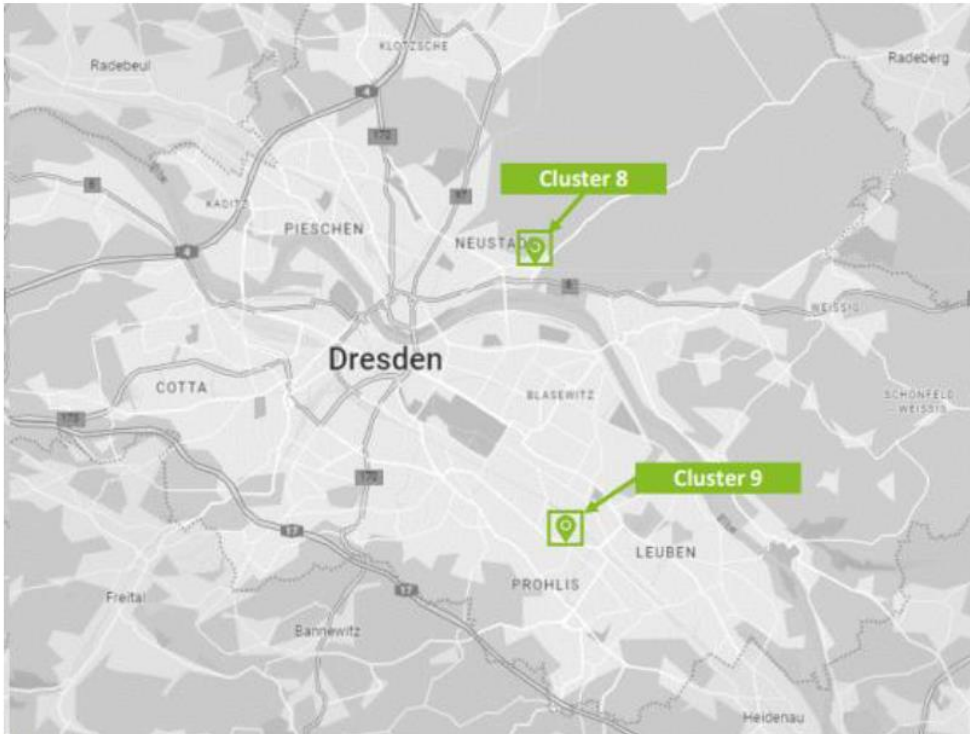 KLOTZSCHE
Radebeul
Radeberg
4
170
6
97
Cluster 8
KADITZ
PIESCHEN
NEUSTADT
4
6
WEISSIG
Dresden
COTTA
BLASEWITZ
SCHÖNFELD
-WEISSIG
173
170
Cluster 9
17
LEUBEN
PROHLIS
17
Freital
Bannewitz
Heidenau